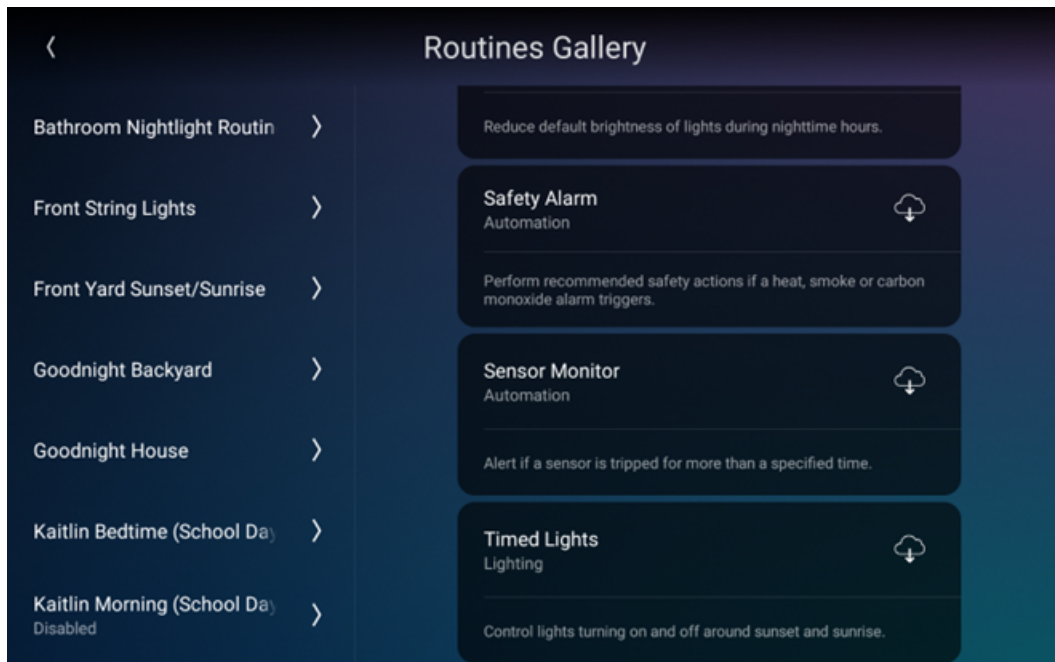 Routines Gallery
Bathroom Nightlight Routin
Front String Lights
Front Yard Sunset/Sunrise
Goodnight Backyard
Goodnight House
Kaitlin Bedtime (School Day
Kaitlin Morning (School Day
Disabled
Reduce default brightness of lights during nighttime hours.
Safety Alarm
Automation
Perform recommended safety actions if a heat, smoke or carbon
monoxide alarm triggers.
Sensor Monitor
Automation
Alert if a sensor is tripped for more than a specified time.
Timed Lights
Lighting
Control lights turning on and off around sunset and sunrise.